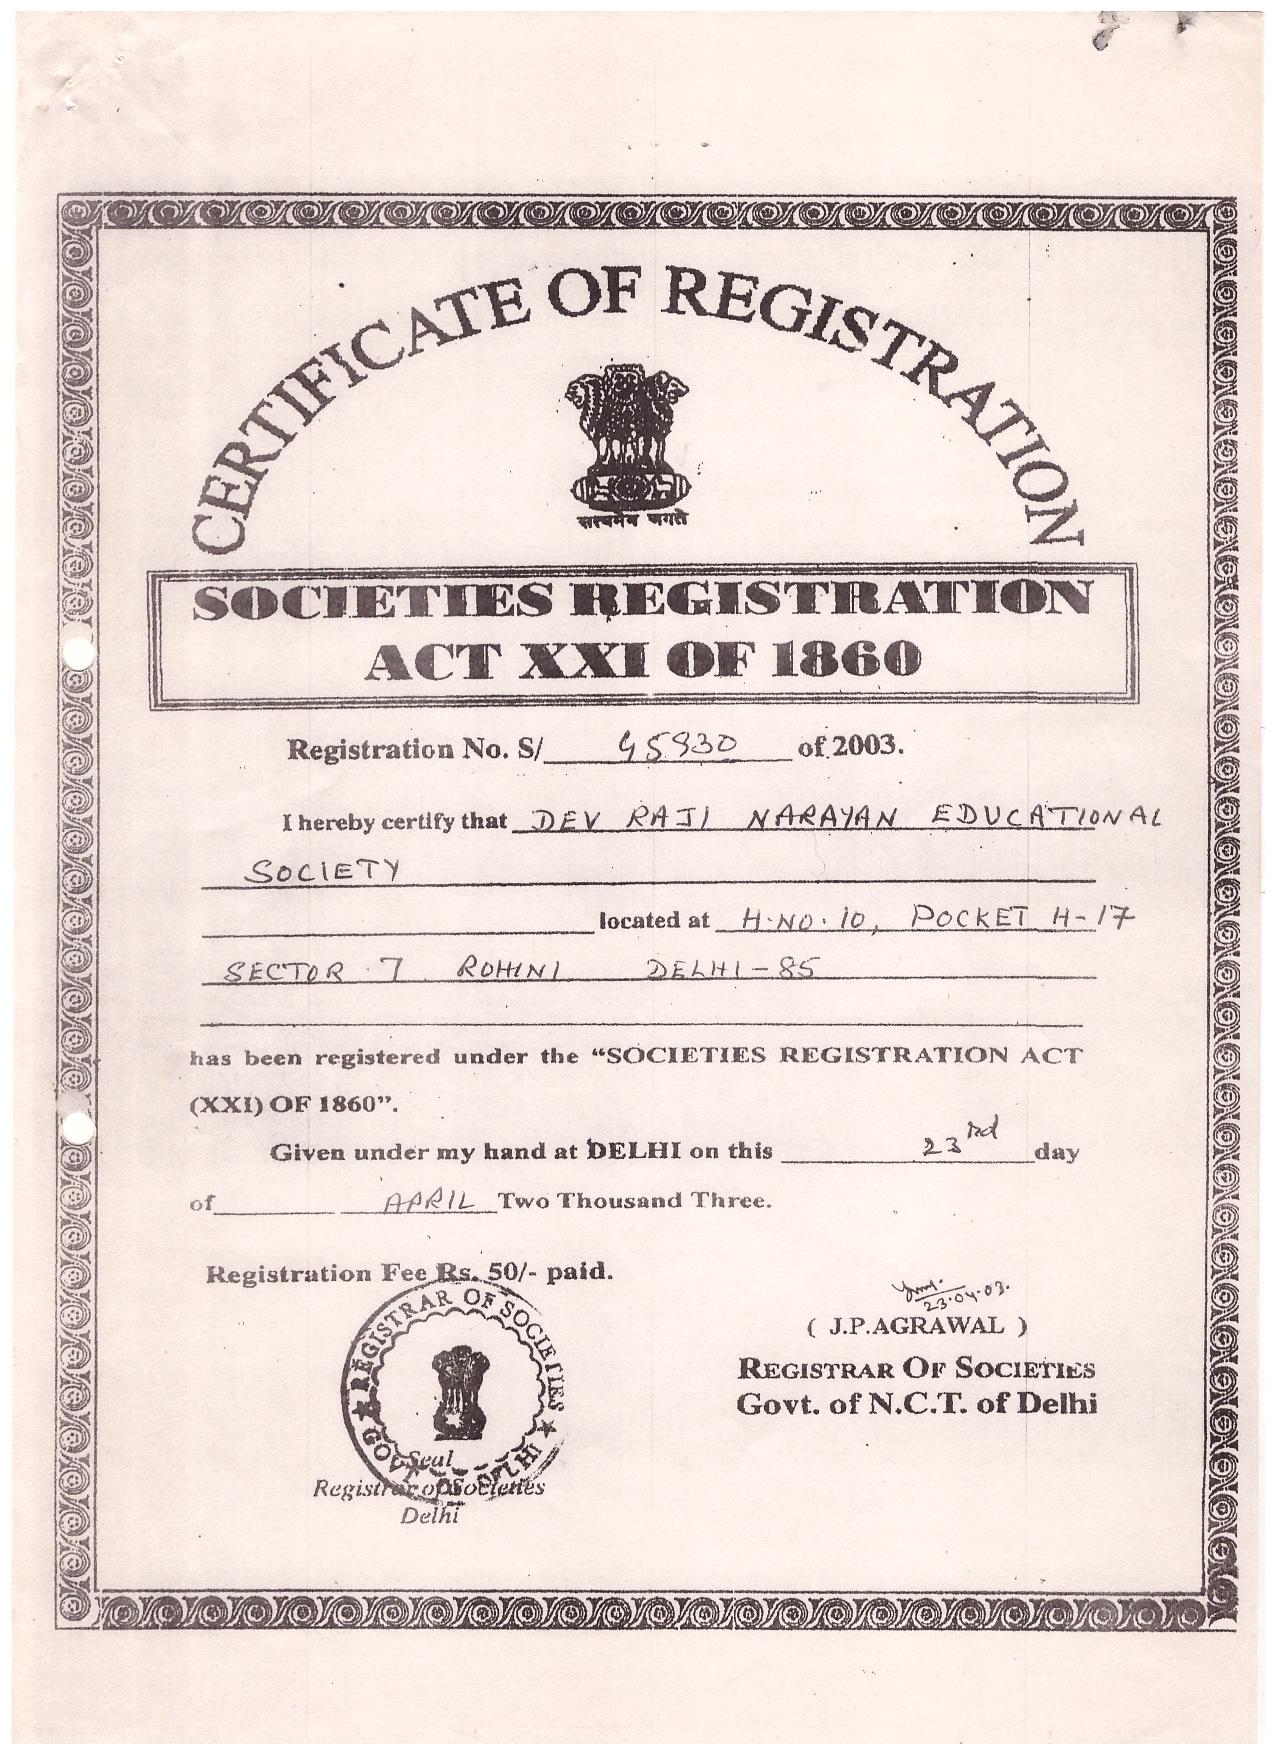 CERTIFICATE OF REGISTRATION
सत्यमेव जयते
SOCIETIES REGISTRATION
ACT XXI OF 1860
Registration No. S/ 45930 of 2003.
I hereby certify that DEV RAJI NARAYAN EDUCATIONAL
SOCIETY
located at H.NO.10, POCKET H-17
SECTOR 7 ROHINI DELHI-85
has been registered under the “SOCIETIES REGISTRATION ACT
(XXI) OF 1860”.
Given under my hand at DELHI on this 23rd day
of APRIL Two Thousand Three.
Registration Fee Rs. 50/- paid.
23.04.03.
( J.P.AGRAWAL )
REGISTRAR OF SOCIETIES
Govt. of N.C.T. of Delhi
★ REGISTRAR OF SOCIETIES ★
GOVT. OF DELHI
Seal
Registrar of Societies
Delhi